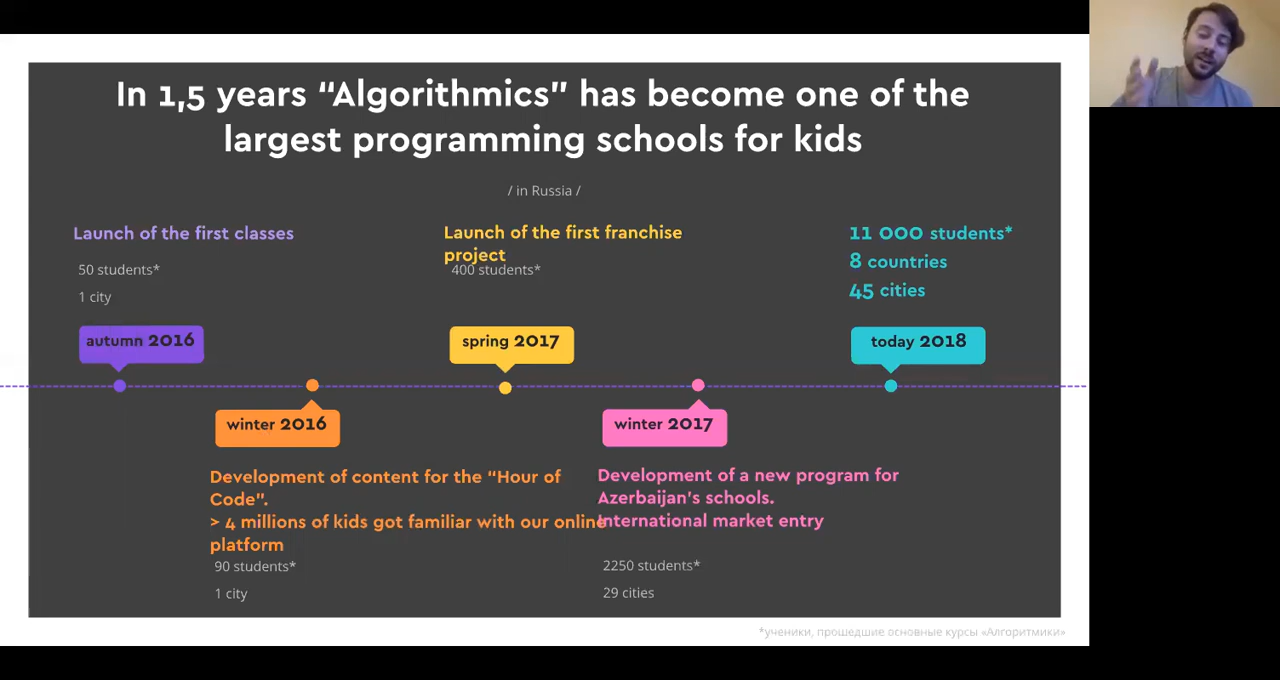 In 1,5 years “Algorithmics” has become one of the
largest programming schools for kids
/ in Russia /
Launch of the first classes
50 students*
1 city
autumn 2016
Launch of the first franchise
project
400 students*
spring 2017
11 000 students*
8 countries
45 cities
today 2018
winter 2016
Development of content for the “Hour of
Code”.
> 4 millions of kids got familiar with our online
platform
90 students*
1 city
winter 2017
Development of a new program for
Azerbaijan’s schools.
International market entry
2250 students*
29 cities
*ученики, прошедшие основные курсы «Алгаритмики»